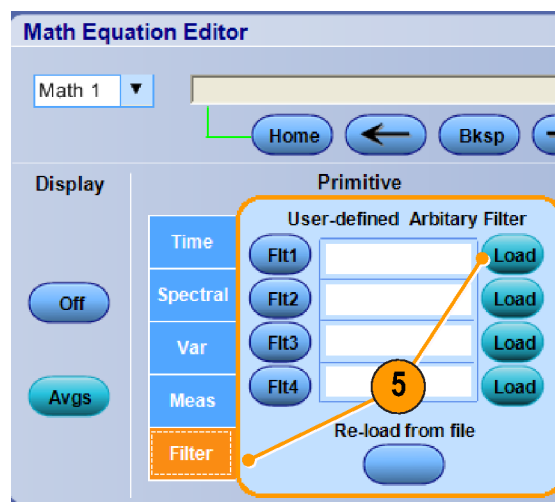 Math Equation Editor
Math 1
Home
Bksp
Display
Primitive
User-defined Arbitary Filter
Time
Flt1
Load
Spectral
Flt2
Load
Off
Var
Flt3
Load
Meas
Flt4
5
Load
Avgs
Filter
Re-load from file